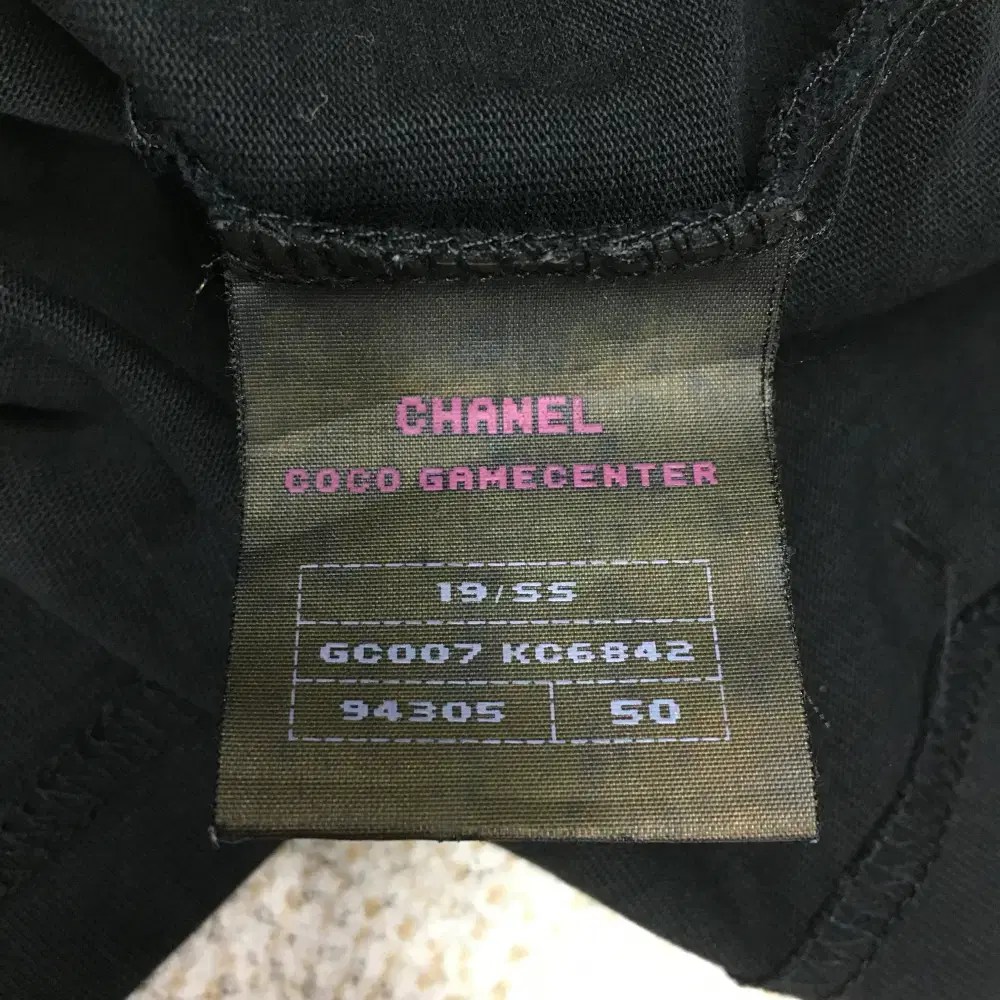 CHANEL
COCO GAMECENTER
19/SS
GC007 KC6842
94305 50